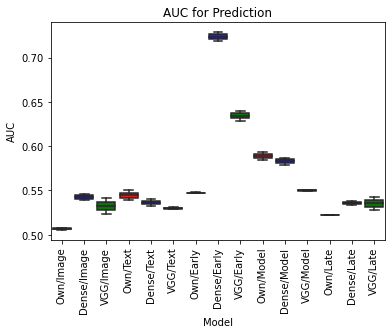 AUC for Prediction
AUC
0.70
0.65
0.60
0.55
0.50
Own/Image
Dense/Image
VGG/Image
Own/Text
Dense/Text
VGG/Text
Own/Early
Dense/Early
VGG/Early
Own/Model
Dense/Model
VGG/Model
Own/Late
Dense/Late
VGG/Late
Model